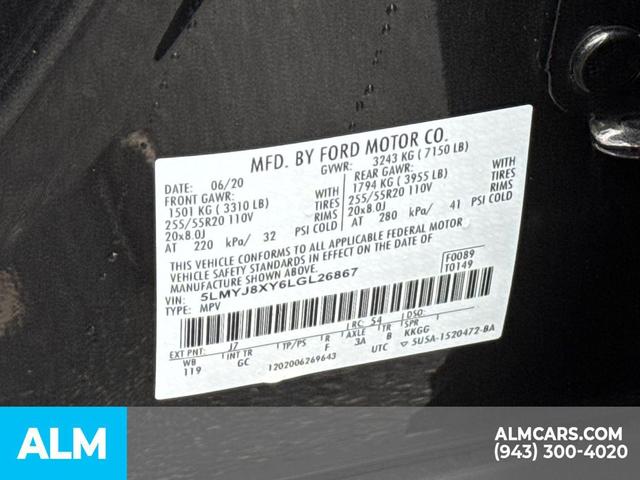 MFD. BY FORD MOTOR CO.
DATE: 06/20 GVWR: 3243 KG ( 7150 LB)
FRONT GAWR: WITH REAR GAWR: WITH
1501 KG ( 3310 LB) TIRES 1794 KG ( 3955 LB) TIRES
255/55R20 110V RIMS 255/55R20 110V RIMS
20x8.0J PSI COLD 20x8.0J PSI COLD
AT 220 kPa/ 32 AT 280 kPa/ 41
THIS VEHICLE CONFORMS TO ALL APPLICABLE FEDERAL MOTOR
VEHICLE SAFETY STANDARDS IN EFFECT ON THE DATE OF
MANUFACTURE SHOWN ABOVE.
VIN: 5LMYJ8XY6LGL26867 F0089
TYPE: MPV T0149
EXT PNT: J7 RC: 54 DSO:
WB INT TR TP/PS R AXLE TR SPR
119 GC F 3A B KKGG
1202006269643 UTC ▽ 5U5A-1520472-BA
ALM
ALMCARS.COM
(943) 300-4020